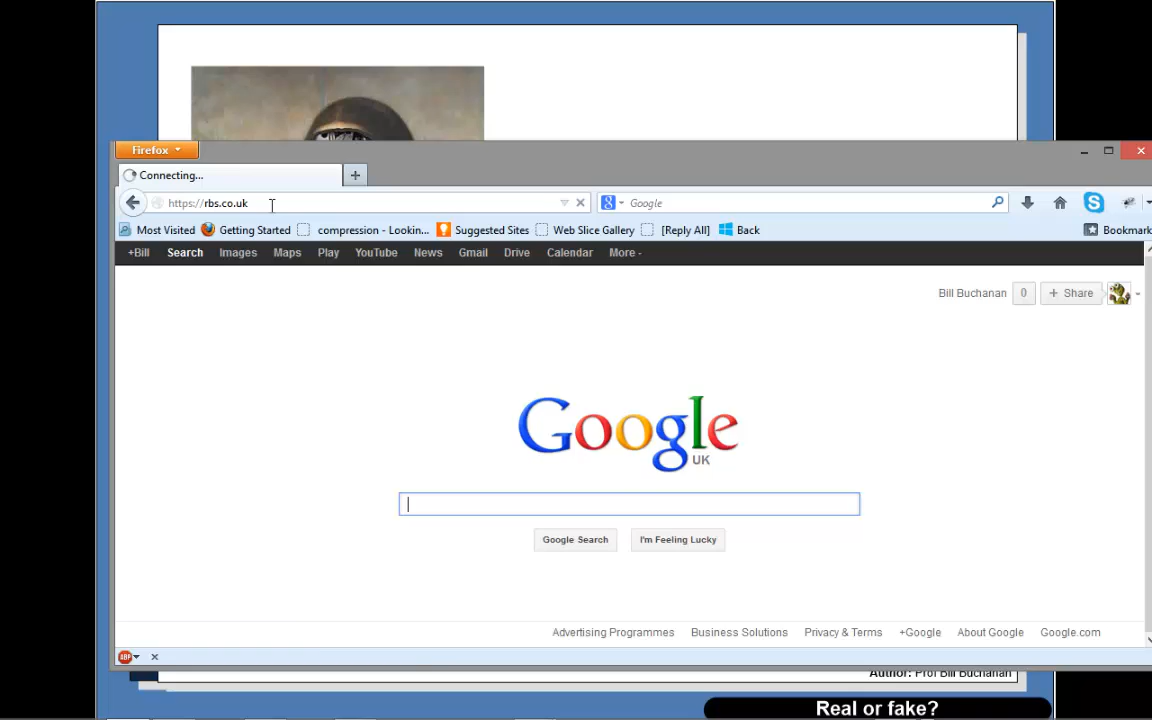 Firefox
Connecting...
https://rbs.co.uk
Google
Most Visited Getting Started compression - Lookin... Suggested Sites Web Slice Gallery [Reply All] Back Bookmark
+Bill Search Images Maps Play YouTube News Gmail Drive Calendar More
Bill Buchanan 0 + Share
Google
UK
Google Search I'm Feeling Lucky
Advertising Programmes Business Solutions Privacy & Terms +Google About Google Google.com
ABP
Author: Prof Bill Buchanan
Real or fake?